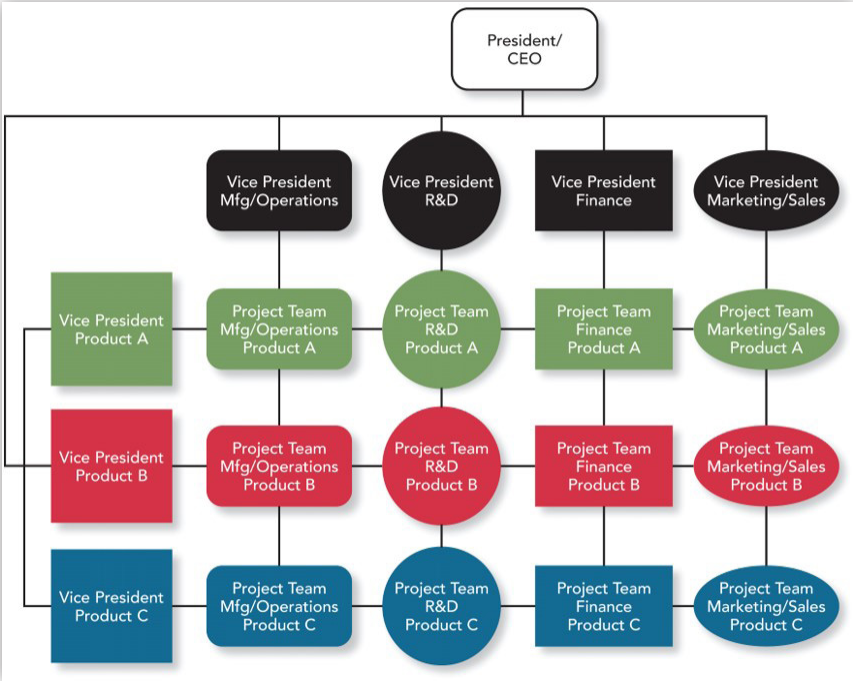 President/
CEO
Vice President
Mfg/Operations
Vice President
R&D
Vice President
Finance
Vice President
Marketing/Sales
Vice President
Product A
Project Team
Mfg/Operations
Product A
Project Team
R&D
Product A
Project Team
Finance
Product A
Project Team
Marketing/Sales
Product A
Vice President
Product B
Project Team
Mfg/Operations
Product B
Project Team
R&D
Product B
Project Team
Finance
Product B
Project Team
Marketing/Sales
Product B
Vice President
Product C
Project Team
Mfg/Operations
Product C
Project Team
R&D
Product C
Project Team
Finance
Product C
Project Team
Marketing/Sales
Product C